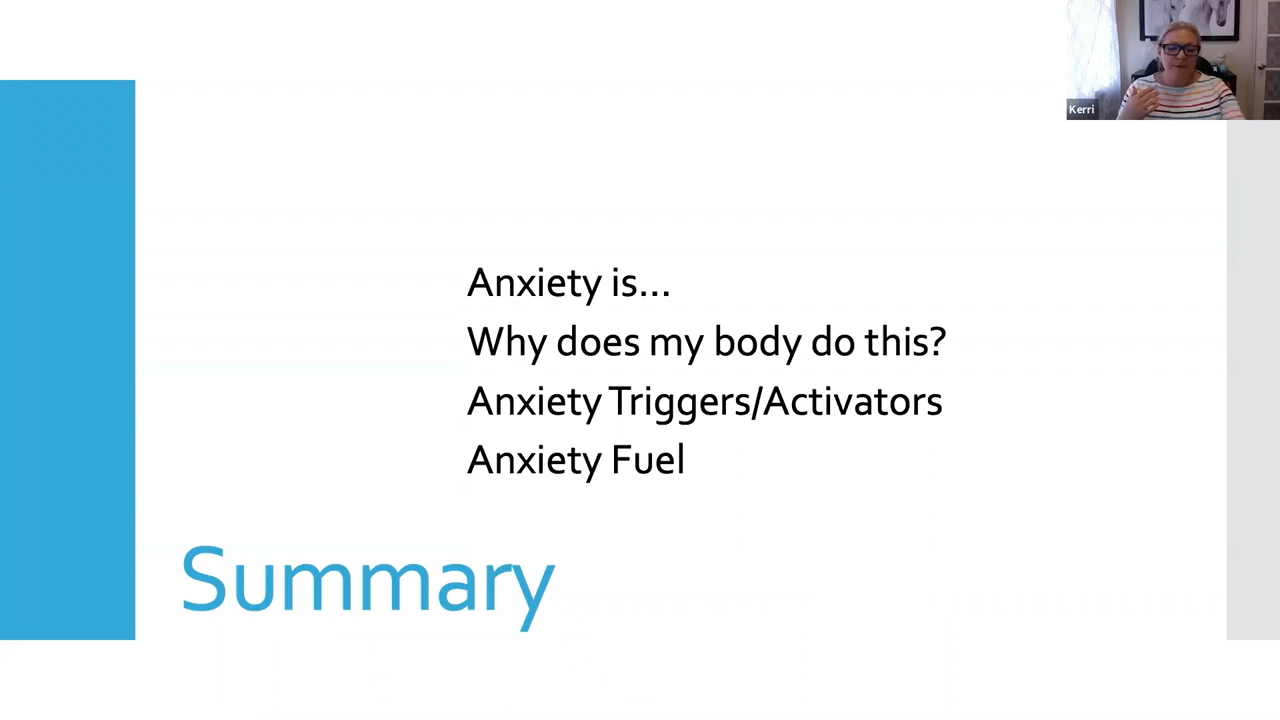 Kerri
Anxiety is...
Why does my body do this?
Anxiety Triggers/Activators
Anxiety Fuel
Summary